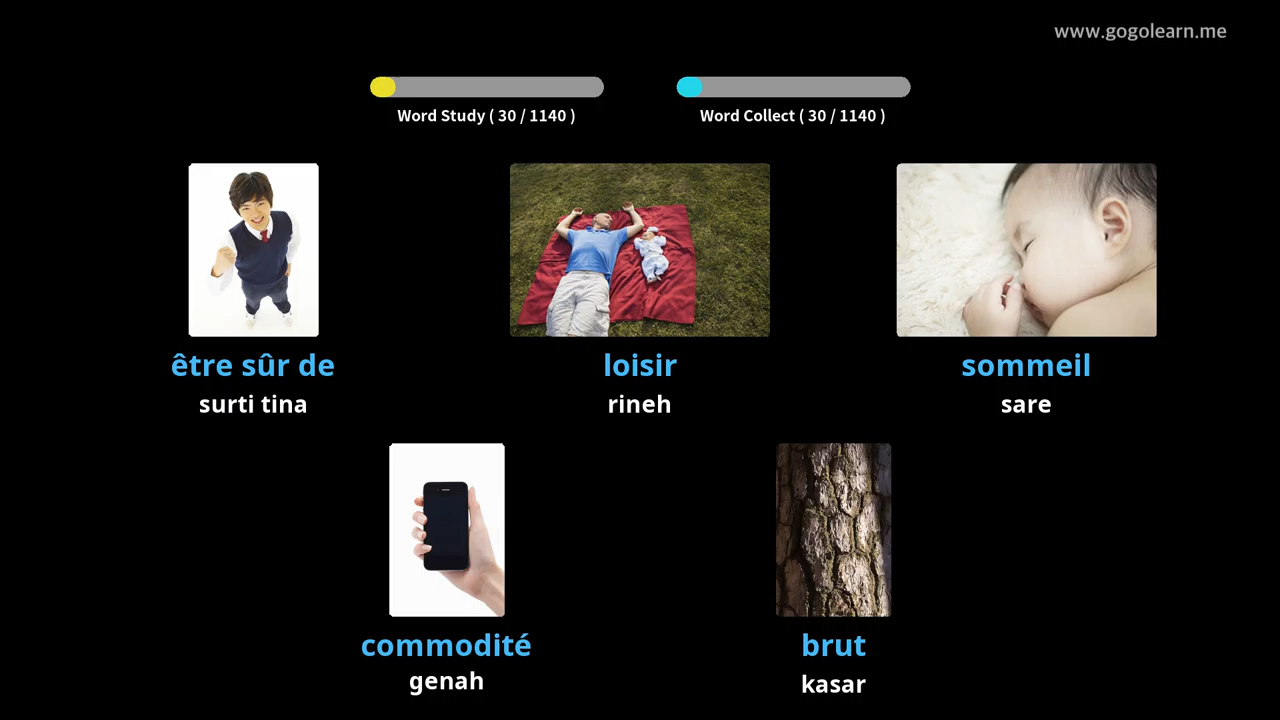 www.gogolearn.me
Word Study ( 30 / 1140 )
Word Collect ( 30 / 1140 )
être sûr de
surti tina
loisir
rineh
sommeil
sare
commodité
genah
brut
kasar